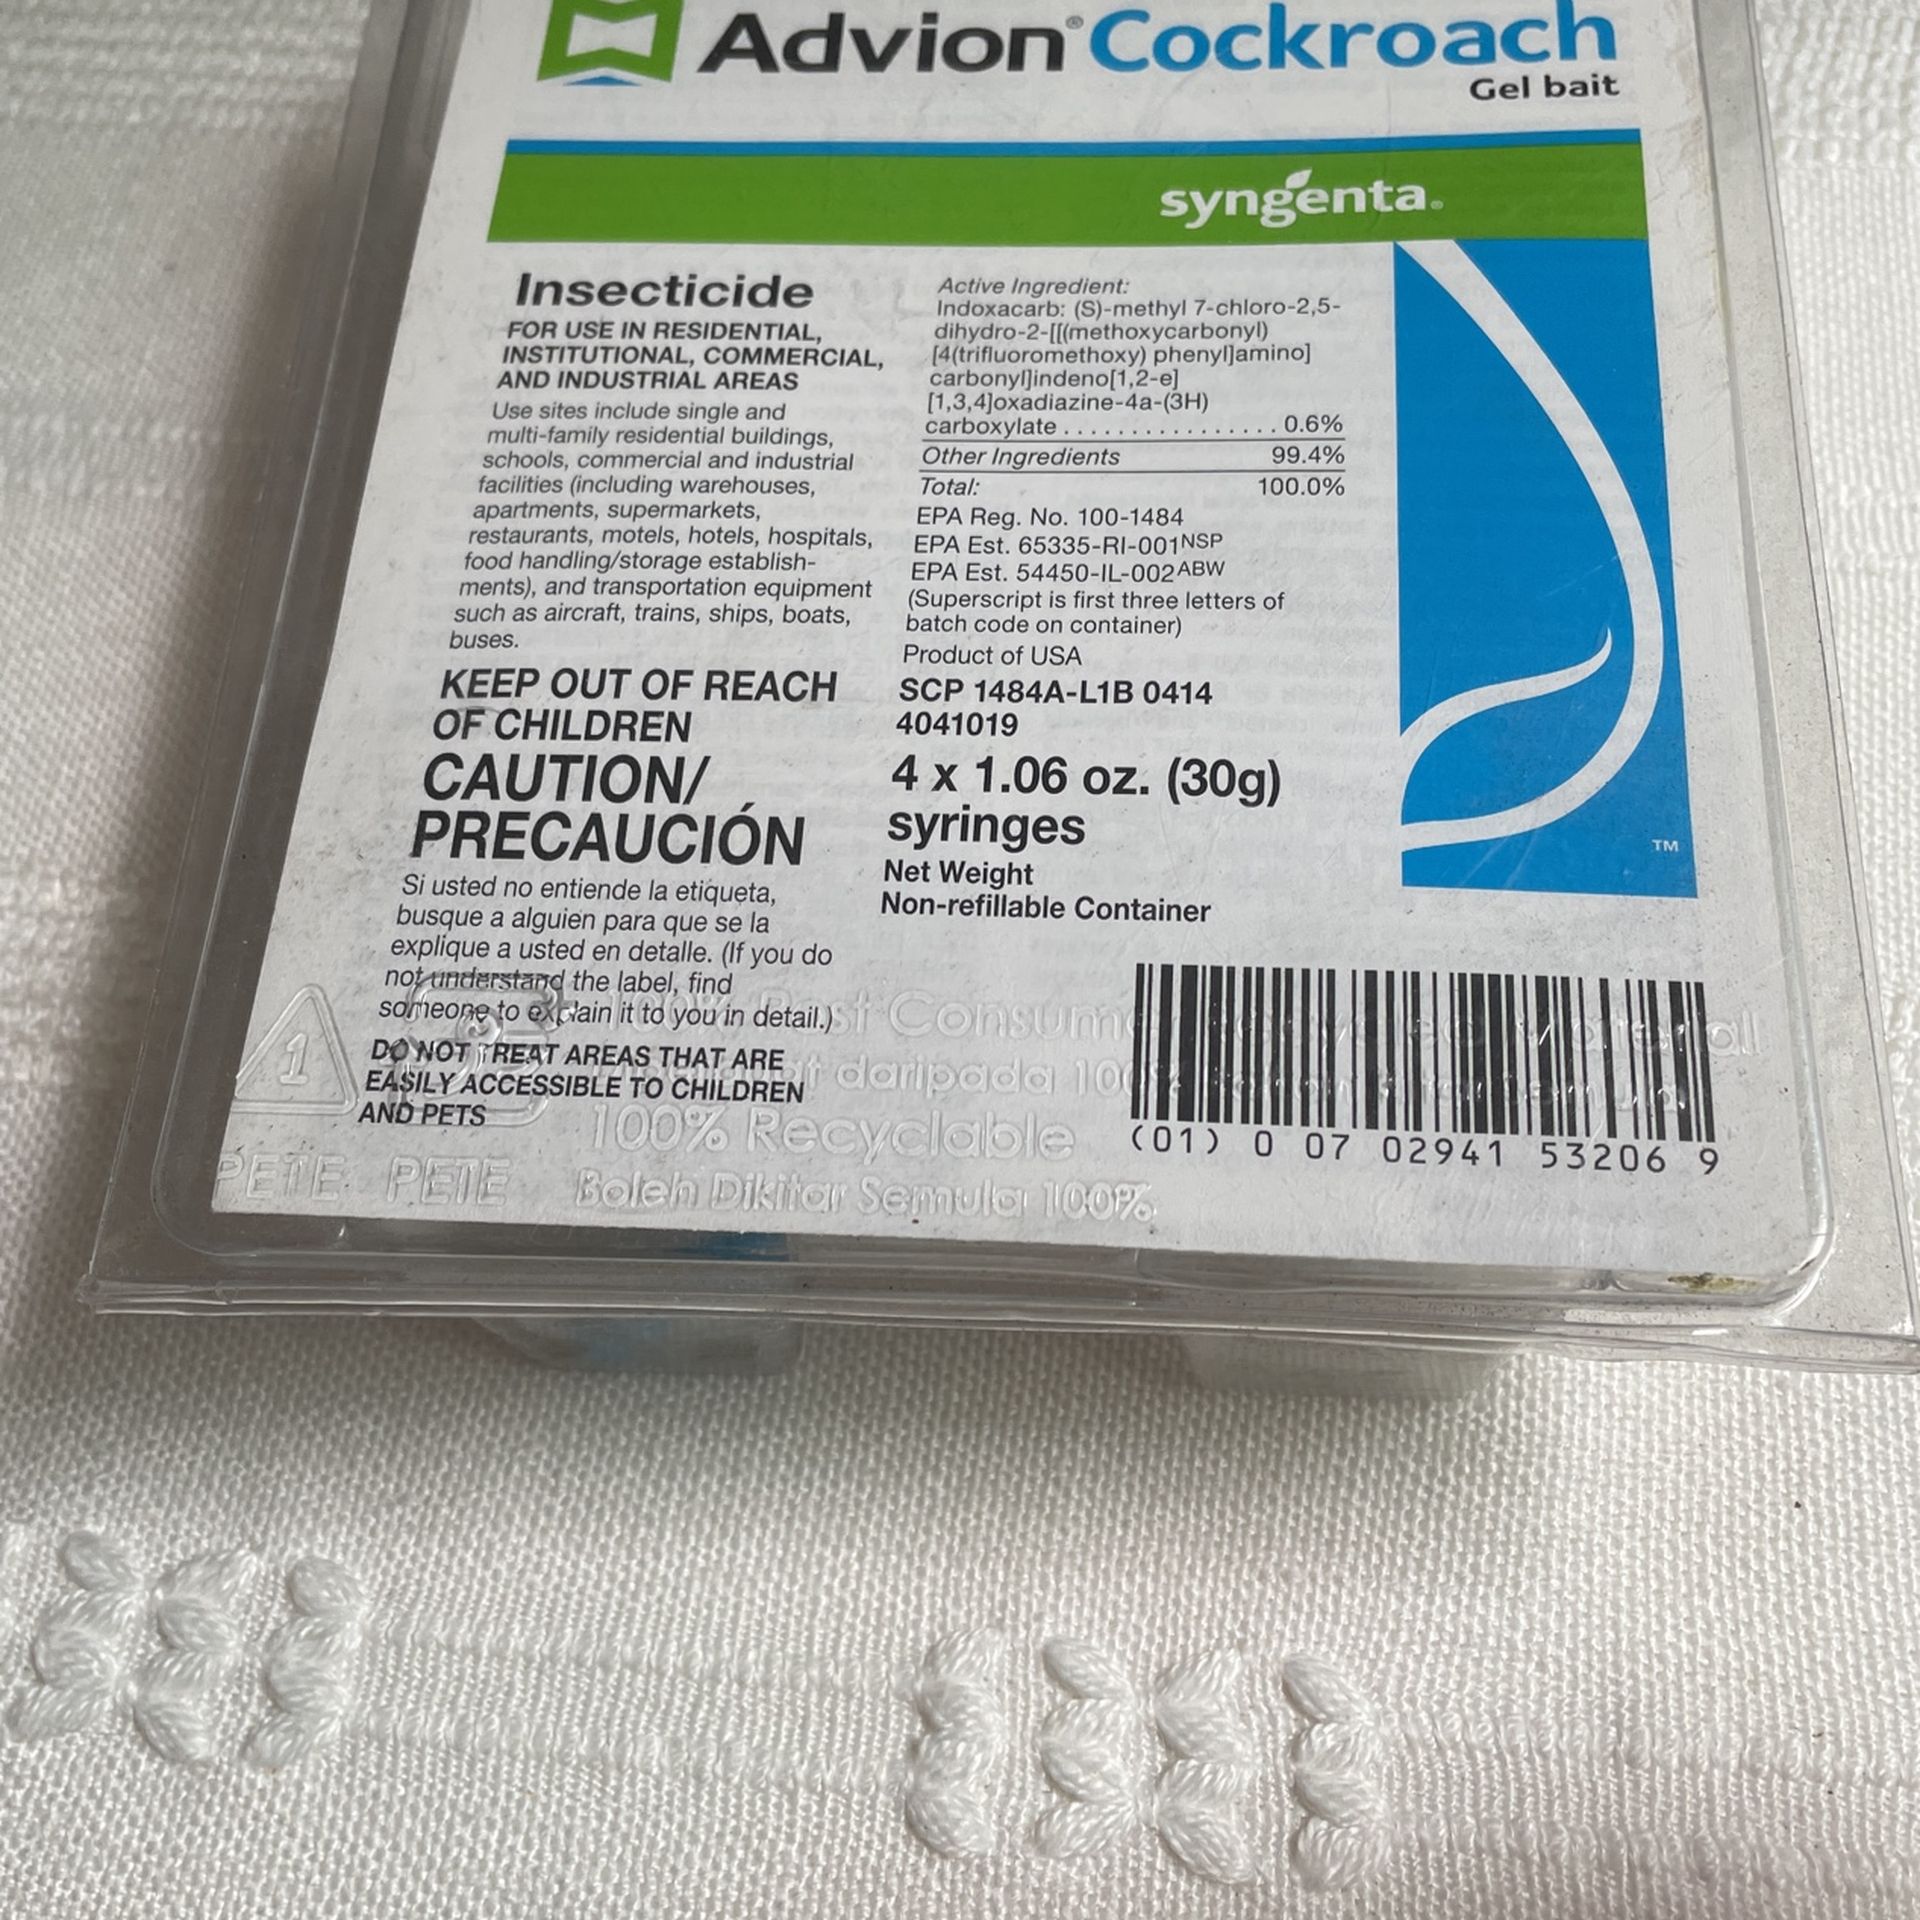 Advion® Cockroach
Gel bait
syngenta®
Insecticide
FOR USE IN RESIDENTIAL,
INSTITUTIONAL, COMMERCIAL,
AND INDUSTRIAL AREAS
Use sites include single and
multi-family residential buildings,
schools, commercial and industrial
facilities (including warehouses,
apartments, supermarkets,
restaurants, motels, hotels, hospitals,
food handling/storage establish-
ments), and transportation equipment
such as aircraft, trains, ships, boats,
buses.
KEEP OUT OF REACH
OF CHILDREN
CAUTION/
PRECAUCIÓN
Si usted no entiende la etiqueta,
busque a alguien para que se la
explique a usted en detalle. (If you do
not understand the label, find
someone to explain it to you in detail.)
DO NOT TREAT AREAS THAT ARE
EASILY ACCESSIBLE TO CHILDREN
AND PETS
Active Ingredient:
Indoxacarb: (S)-methyl 7-chloro-2,5-
dihydro-2-[[(methoxycarbonyl)
[4(trifluoromethoxy) phenyl]amino]
carbonyl]indeno[1,2-e]
[1,3,4]oxadiazine-4a-(3H)
carboxylate . . . . . . . . . . . . . . . . 0.6%
Other Ingredients 99.4%
Total: 100.0%
EPA Reg. No. 100-1484
EPA Est. 65335-RI-001NSP
EPA Est. 54450-IL-002ABW
(Superscript is first three letters of
batch code on container)
Product of USA
SCP 1484A-L1B 0414
4041019
4 x 1.06 oz. (30g)
syringes
Net Weight
Non-refillable Container
TM
(01) 0 07 02941 53206 9
1
PETE PETE
100% Post Consumer Material
daripada 100%
100% Recyclable
Boleh Dikitar Semula 100%